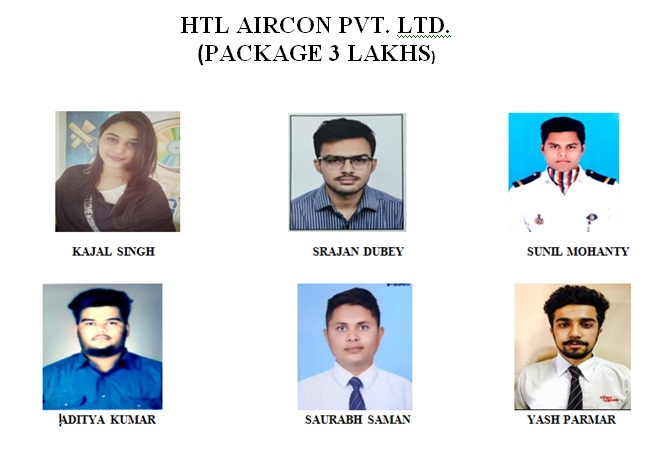 HTL AIRCON PVT. LTD.
(PACKAGE 3 LAKHS)
KAJAL SINGH
SRAJAN DUBEY
SUNIL MOHANTY
ADITYA KUMAR
SAURABH SAMAN
YASH PARMAR